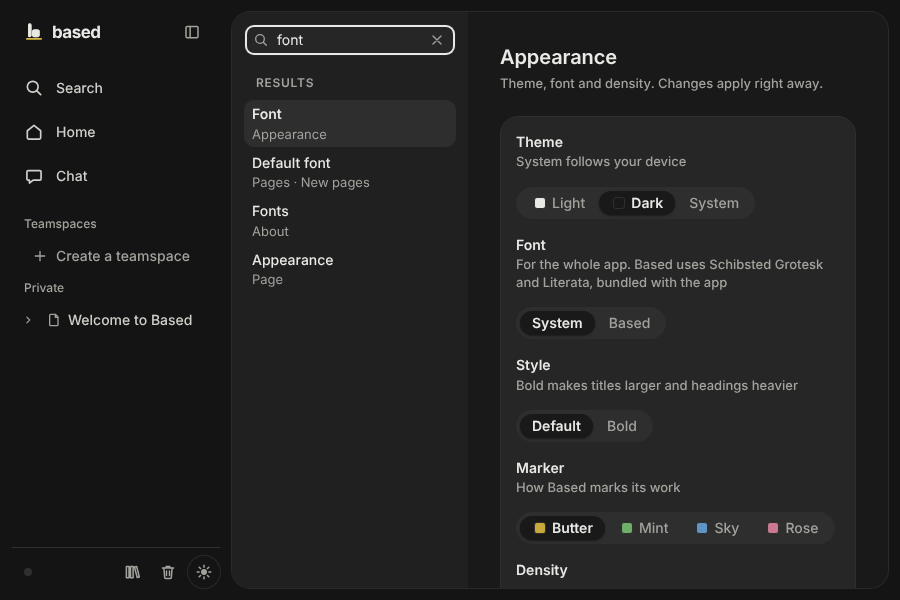 based
Search
Home
Chat
Teamspaces
Create a teamspace
Private
Welcome to Based
font
RESULTS
Font
Appearance
Default font
Pages · New pages
Fonts
About
Appearance
Page
Appearance
Theme, font and density. Changes apply right away.
Theme
System follows your device
Light Dark System
Font
For the whole app. Based uses Schibsted Grotesk
and Literata, bundled with the app
System Based
Style
Bold makes titles larger and headings heavier
Default Bold
Marker
How Based marks its work
Butter Mint Sky Rose
Density